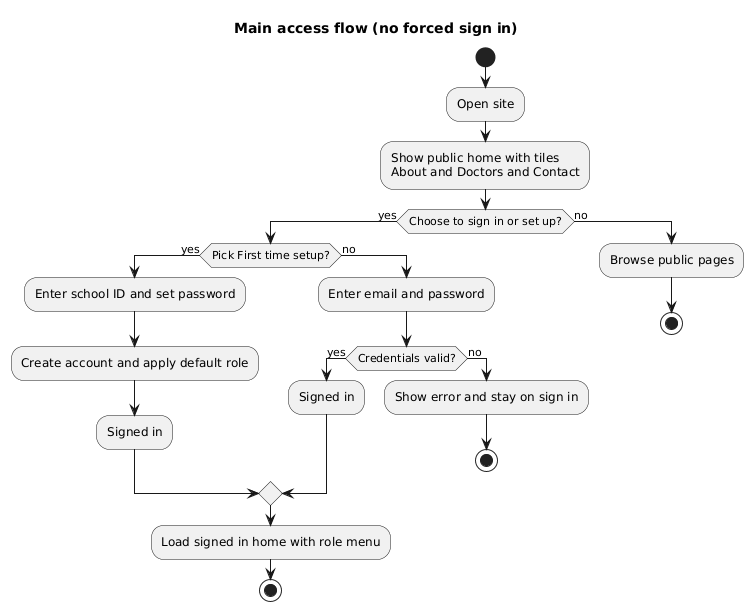 Main access flow (no forced sign in)
Open site
Show public home with tiles
About and Doctors and Contact
yes
Choose to sign in or set up?
no
yes
Pick First time setup?
no
Browse public pages
Enter school ID and set password
Enter email and password
yes
Credentials valid?
no
Create account and apply default role
Signed in
Show error and stay on sign in
Signed in
Load signed in home with role menu